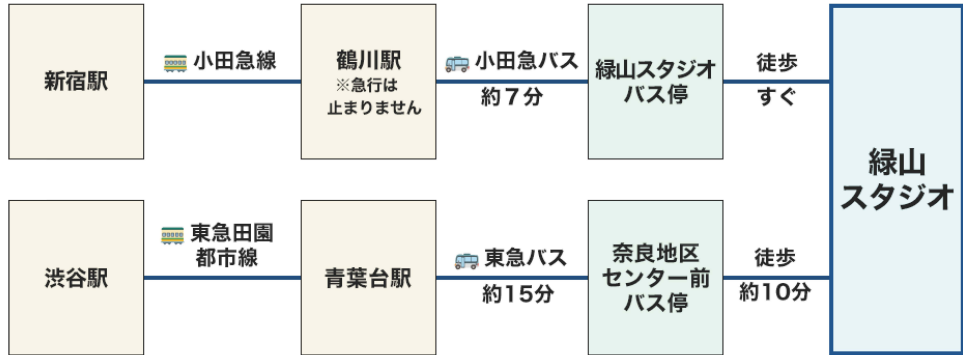 新宿駅
小田急線
鶴川駅
※急行は
止まりません
小田急バス
約7分
緑山スタジオ
バス停
徒歩
すぐ
緑山
スタジオ
渋谷駅
東急田園
都市線
青葉台駅
東急バス
約15分
奈良地区
センター前
バス停
徒歩
約10分